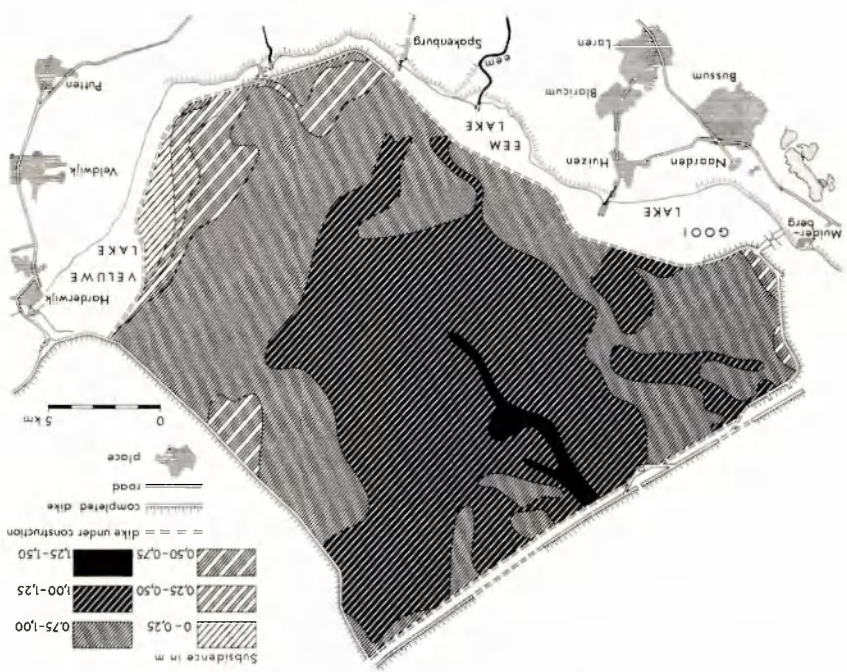 Subsidence in m
0-0,25
0,75-1,00
0,25-0,50
1,00-1,25
0,50-0,75
1,25-1,50
dike under construction
completed dike
road
place
0 5 km
Harderwijk
VELUWE
LAKE
Veldwijk
Putten
Muider-
berg
GOOI
LAKE
Naarden
Bussum
Huizen
Blaricum
Laren
EEM
LAKE
eem
Spakenburg